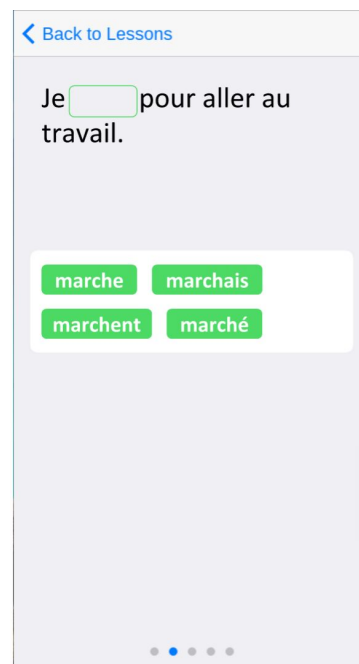 Back to Lessons
Je pour aller au
travail.
marche marchais
marchent marché